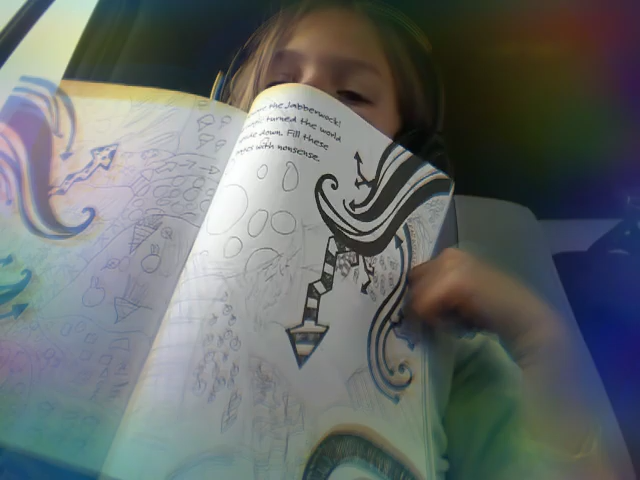 the Jabberwock!
turned the world
down. Fill these
with nonsense.